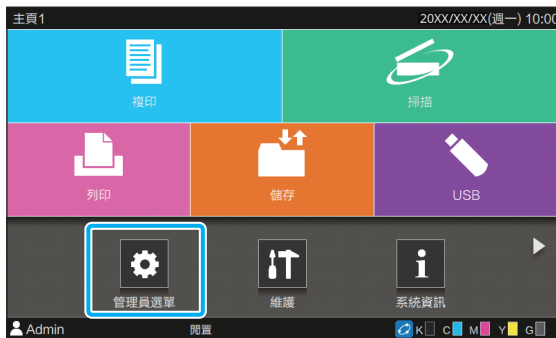 主頁1 20XX/XX/XX(週一) 10:00
複印 掃描
列印 儲存 USB
管理員選單 維護 系統資訊
Admin 閒置 K C M Y G